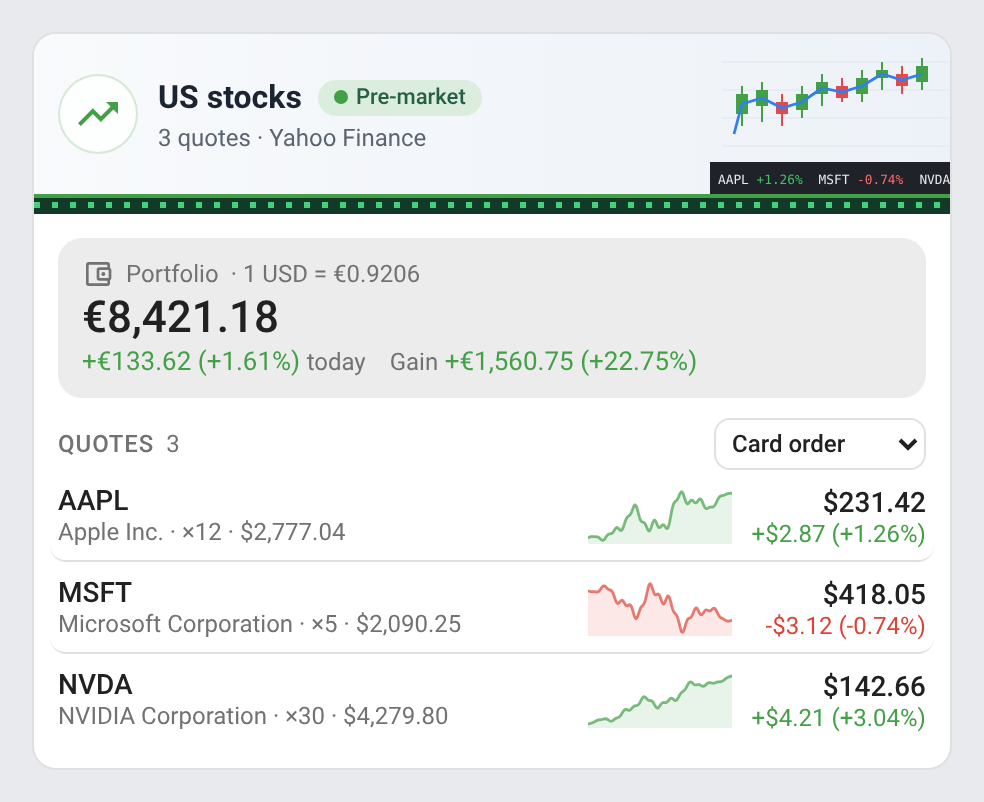 US stocks
Pre-market
3 quotes · Yahoo Finance
AAPL +1.26% MSFT -0.74% NVDA
Portfolio · 1 USD = €0.9206
€8,421.18
+€133.62 (+1.61%) today Gain +€1,560.75 (+22.75%)
QUOTES 3
Card order
AAPL
$231.42
Apple Inc. · ×12 · $2,777.04
+$2.87 (+1.26%)
MSFT
$418.05
Microsoft Corporation · ×5 · $2,090.25
-$3.12 (-0.74%)
NVDA
$142.66
NVIDIA Corporation · ×30 · $4,279.80
+$4.21 (+3.04%)